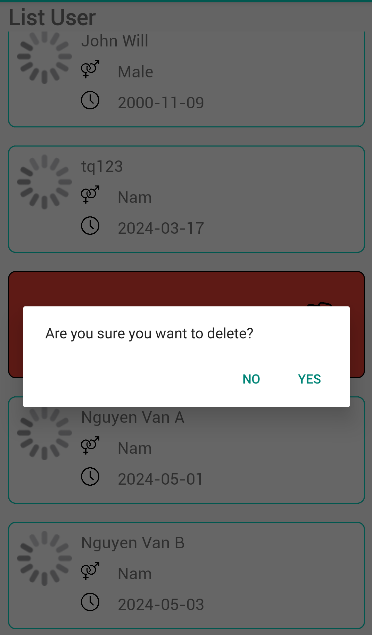 List User
John Will
Male
2000-11-09
tq123
Nam
2024-03-17
Are you sure you want to delete?
NO YES
Nguyen Van A
Nam
2024-05-01
Nguyen Van B
Nam
2024-05-03